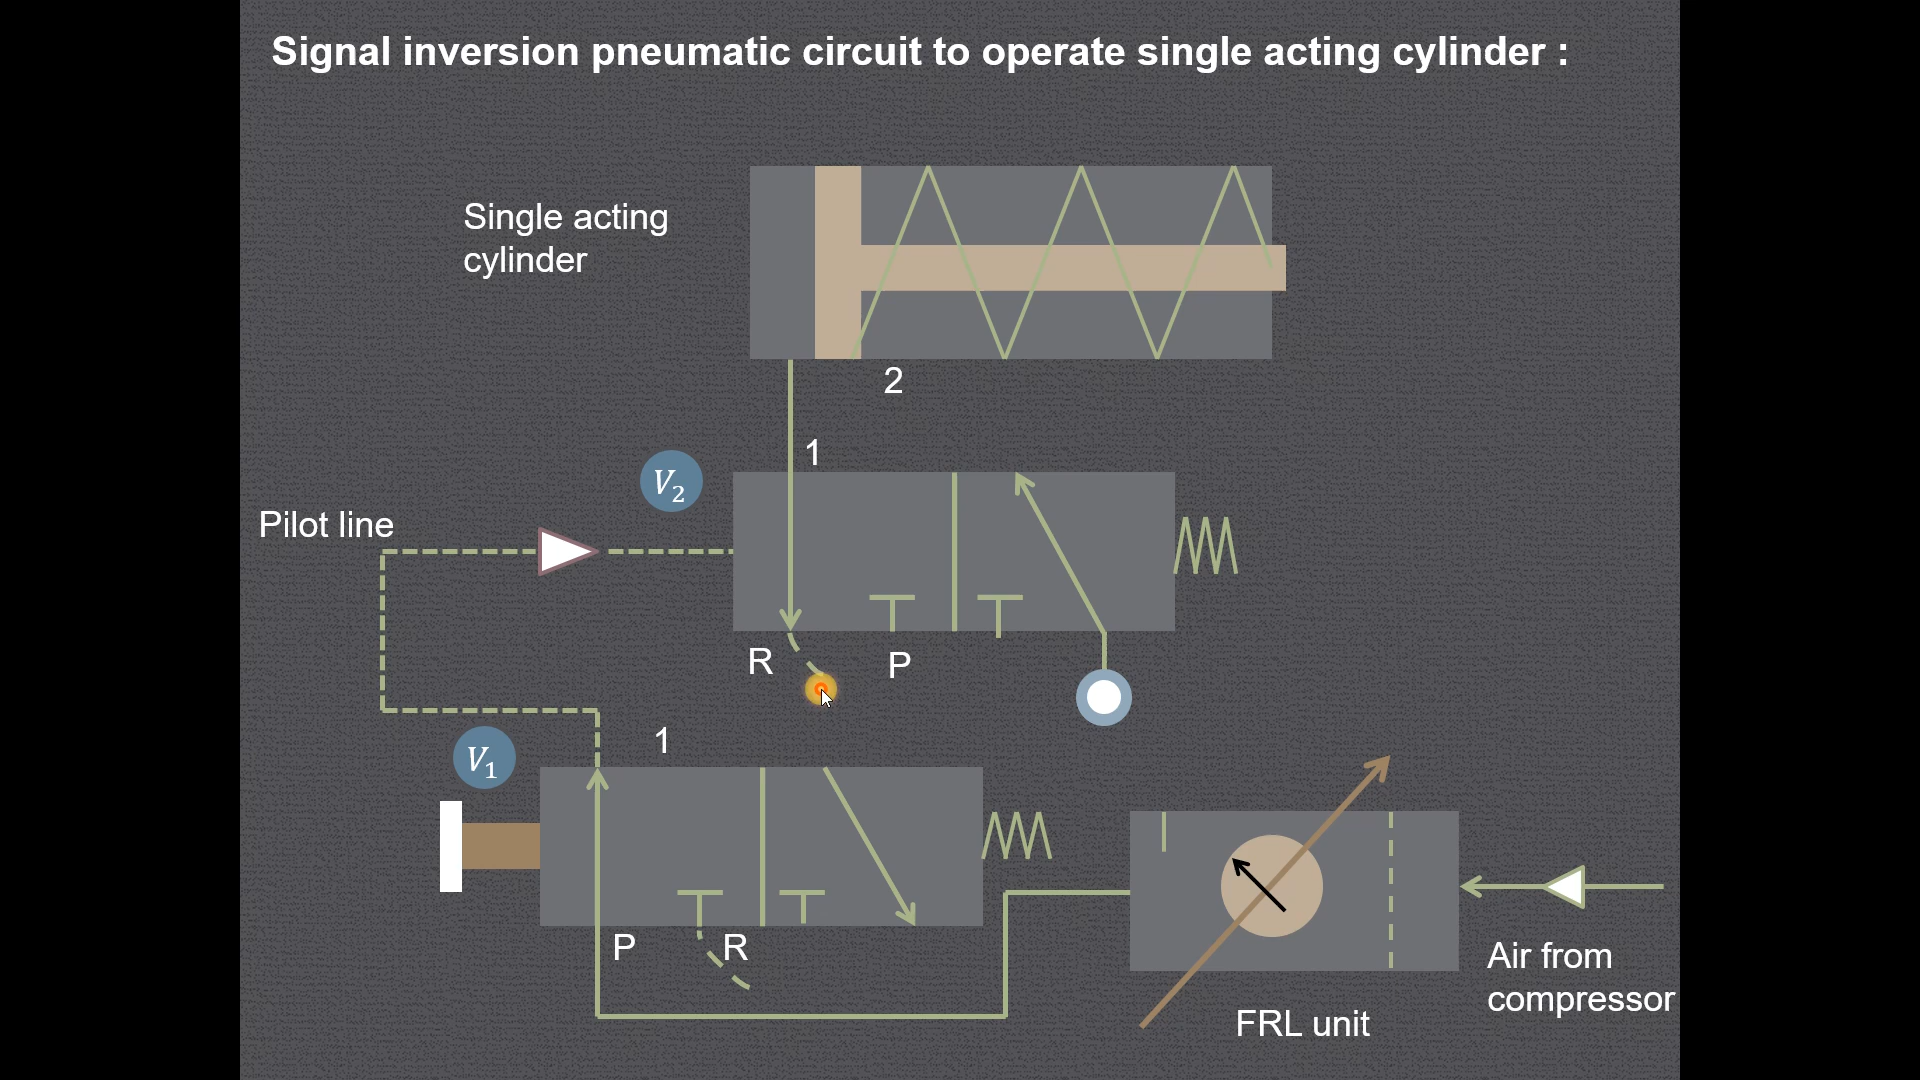 Signal inversion pneumatic circuit to operate single acting cylinder :
Single acting
cylinder
2
1
V₂
Pilot line
R
P
1
V₁
P
R
Air from
compressor
FRL unit